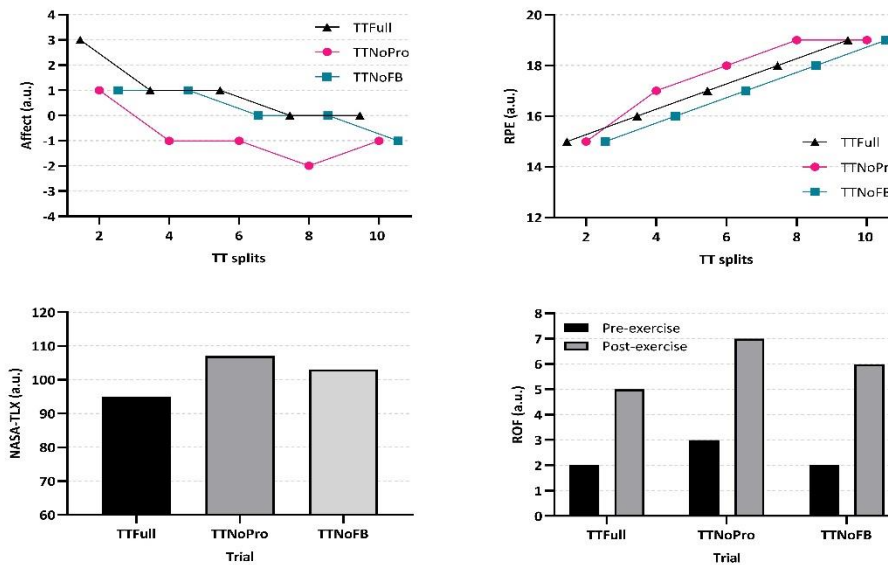 4
3
2
1
0
-1
-2
-3
-4
Affect (a.u.)
TTFull
TTNoPro
TTNoFB
2
4
6
8
10
TT splits
20
18
16
14
12
RPE (a.u.)
TTFull
TTNoPro
TTNoFB
2
4
6
8
10
TT splits
120
110
100
90
80
70
60
NASA-TLX (a.u.)
TTFull
TTNoPro
TTNoFB
Trial
8
7
6
5
4
3
2
1
0
ROF (a.u.)
Pre-exercise
Post-exercise
TTFull
TTNoPro
TTNoFB
Trial